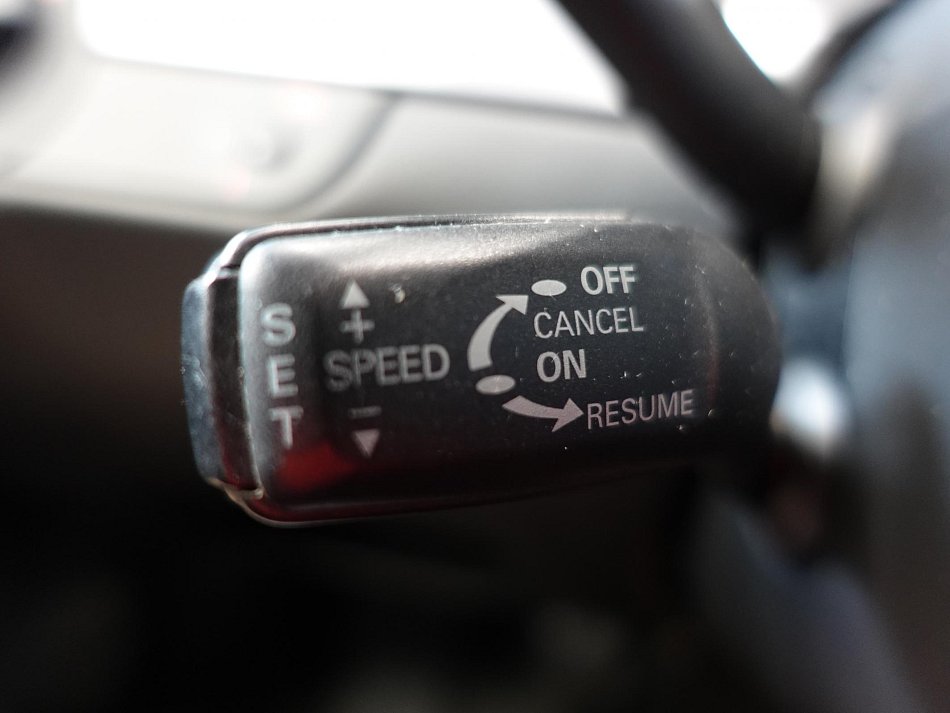 SET
+
SPEED
-
OFF
CANCEL
ON
RESUME